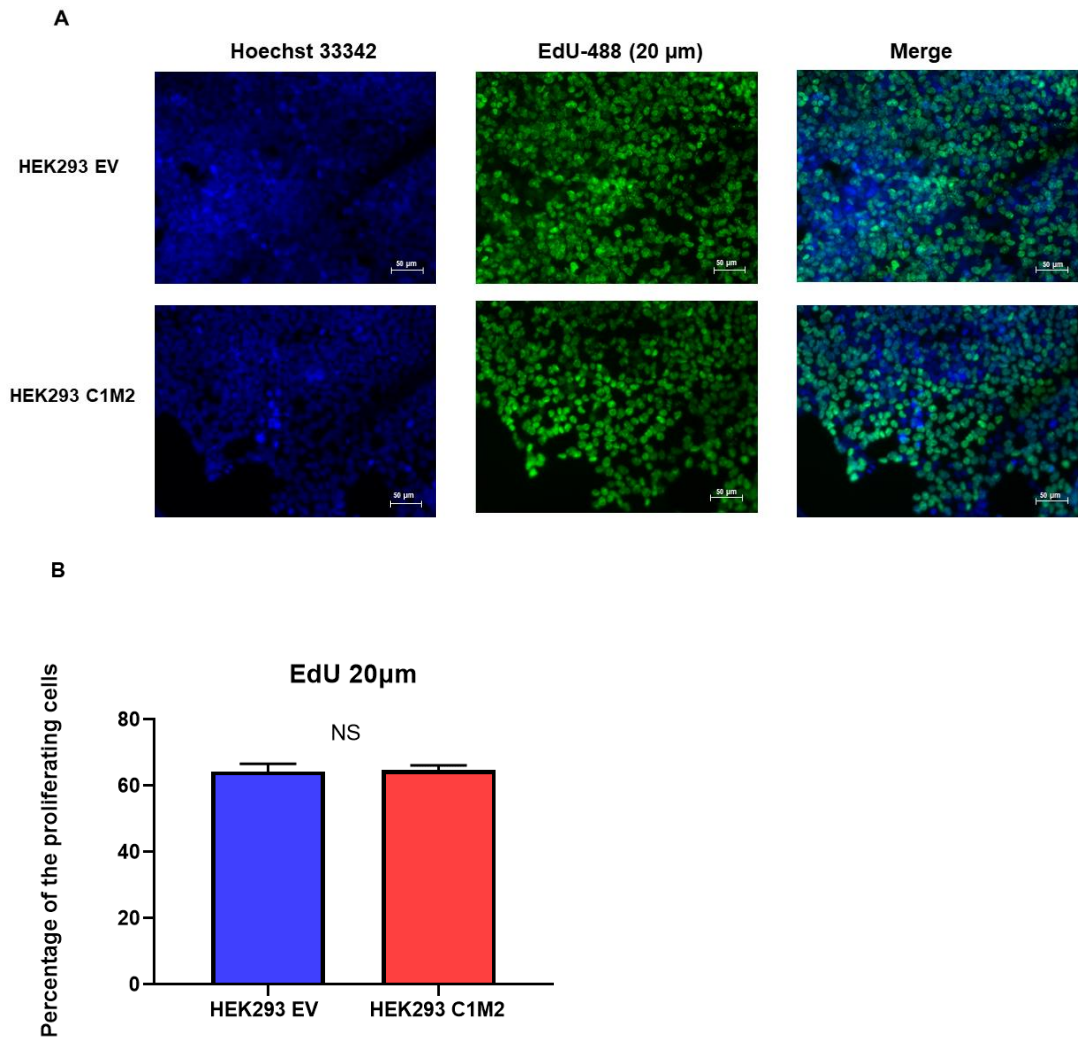 A
Hoechst 33342
EdU-488 (20 µm)
Merge
HEK293 EV
50 µm
50 µm
50 µm
HEK293 C1M2
50 µm
50 µm
50 µm
B
EdU 20µm
Percentage of the proliferating cells
NS
80
60
40
20
0
HEK293 EV
HEK293 C1M2